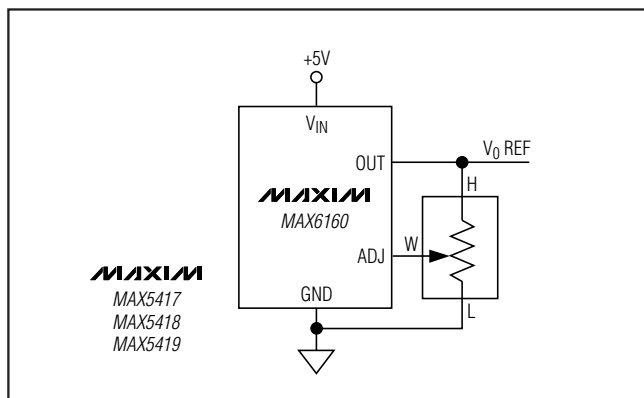 +5V
V_IN
OUT
V_0 REF
H
MAXIM
MAX6160
ADJ
W
MAXIM
MAX5417
MAX5418
MAX5419
GND
L